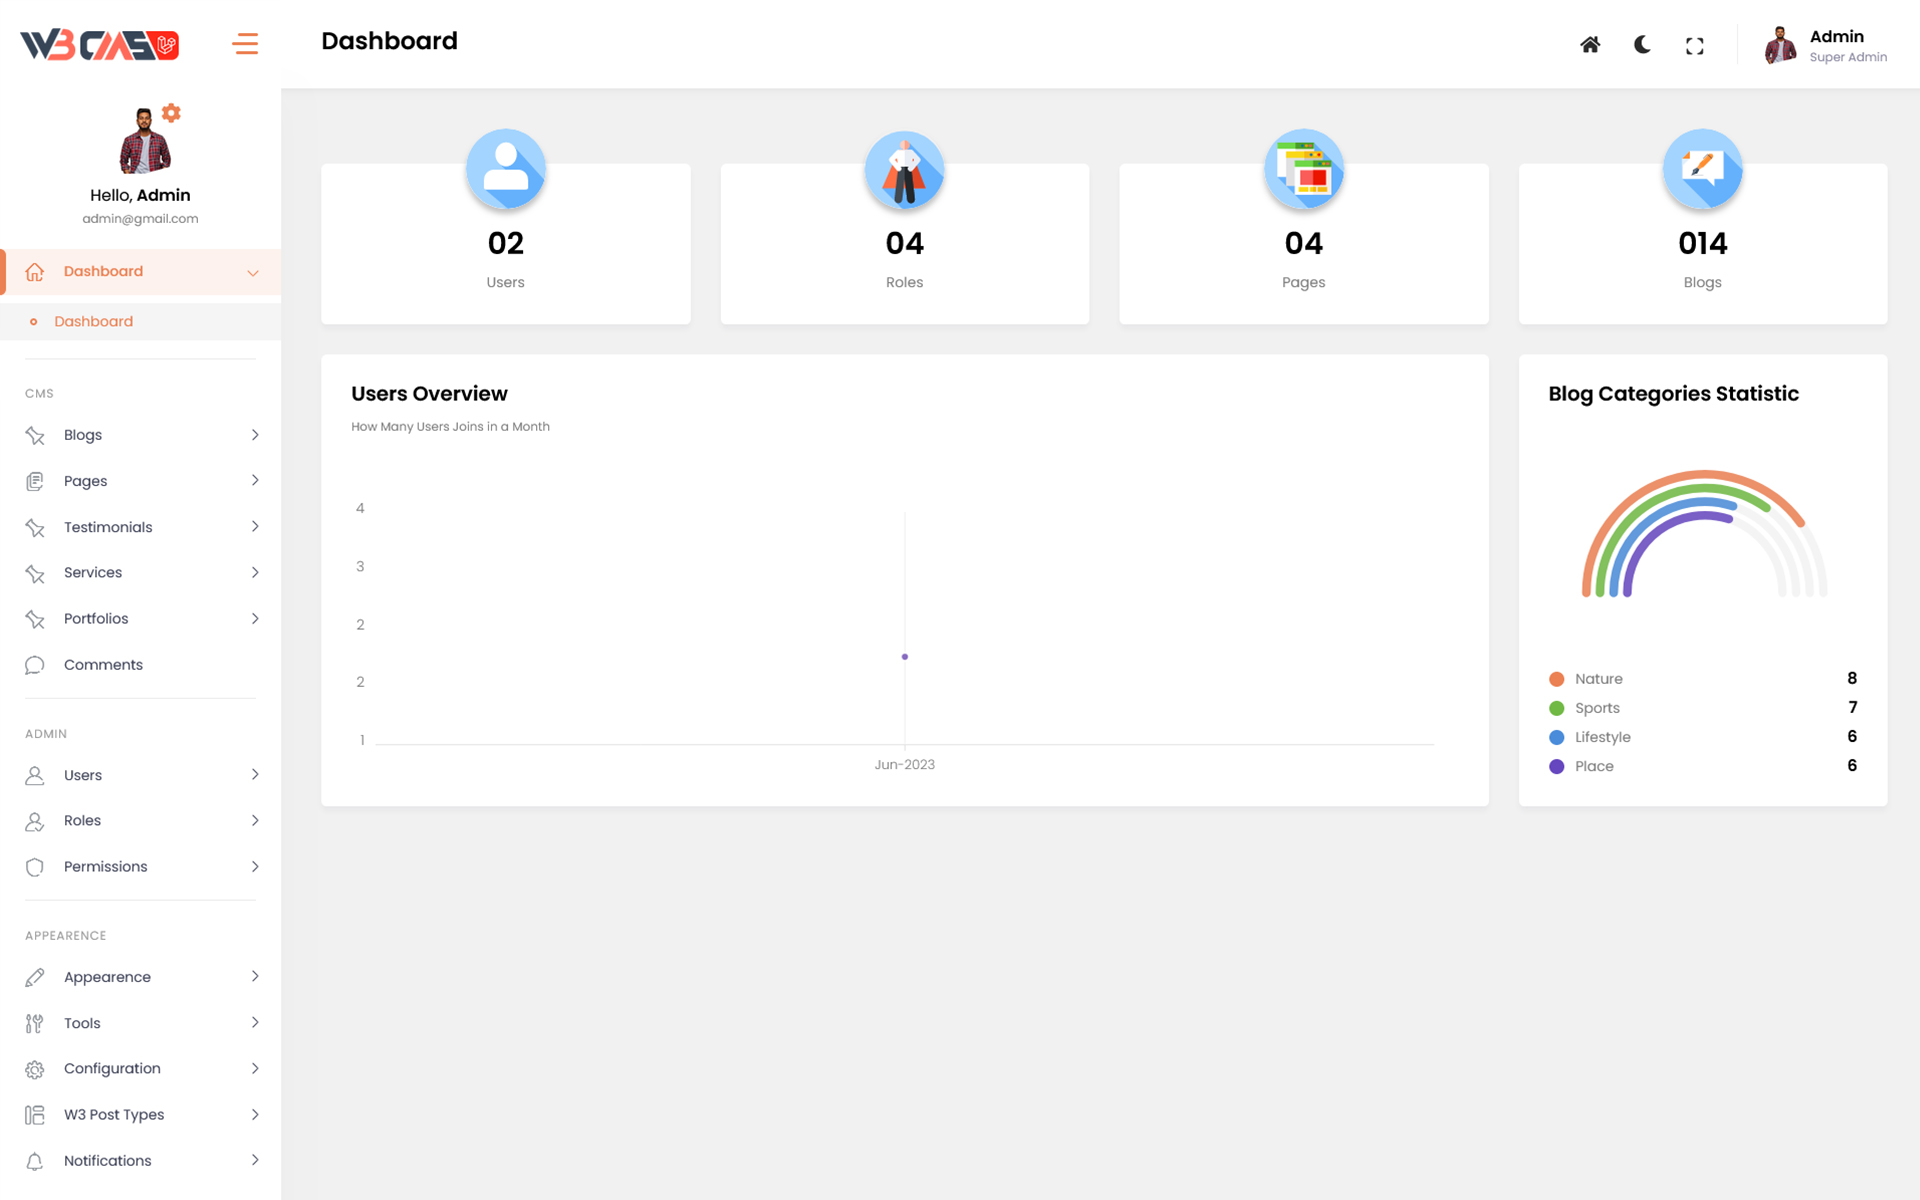 W3CMS
Dashboard
Admin
Super Admin
Hello, Admin
admin@gmail.com
Dashboard
Dashboard
CMS
Blogs
Pages
Testimonials
Services
Portfolios
Comments
ADMIN
Users
Roles
Permissions
APPEARENCE
Appearence
Tools
Configuration
W3 Post Types
Notifications
02
Users
04
Roles
04
Pages
014
Blogs
Users Overview
How Many Users Joins in a Month
4
3
2
2
1
Jun-2023
Blog Categories Statistic
Nature 8
Sports 7
Lifestyle 6
Place 6